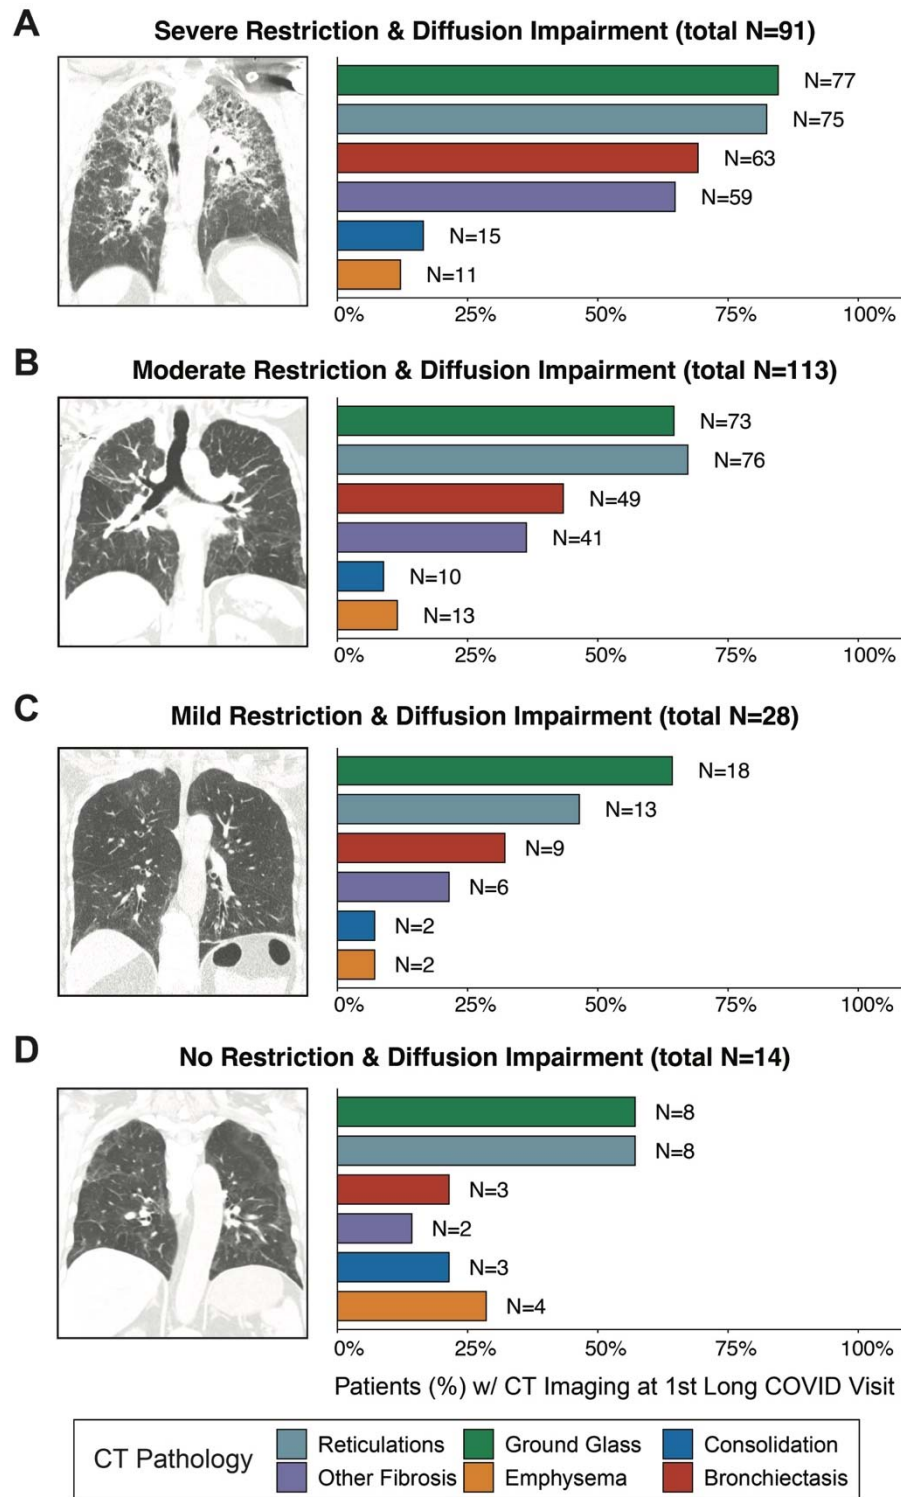 A
Severe Restriction & Diffusion Impairment (total N=91)
N=77
N=75
N=63
N=59
N=15
N=11
0% 25% 50% 75% 100%
B
Moderate Restriction & Diffusion Impairment (total N=113)
N=73
N=76
N=49
N=41
N=10
N=13
0% 25% 50% 75% 100%
C
Mild Restriction & Diffusion Impairment (total N=28)
N=18
N=13
N=9
N=6
N=2
N=2
0% 25% 50% 75% 100%
D
No Restriction & Diffusion Impairment (total N=14)
N=8
N=8
N=3
N=2
N=3
N=4
0% 25% 50% 75% 100%
Patients (%) w/ CT Imaging at 1st Long COVID Visit
CT Pathology
Reticulations Ground Glass Consolidation
Other Fibrosis Emphysema Bronchiectasis